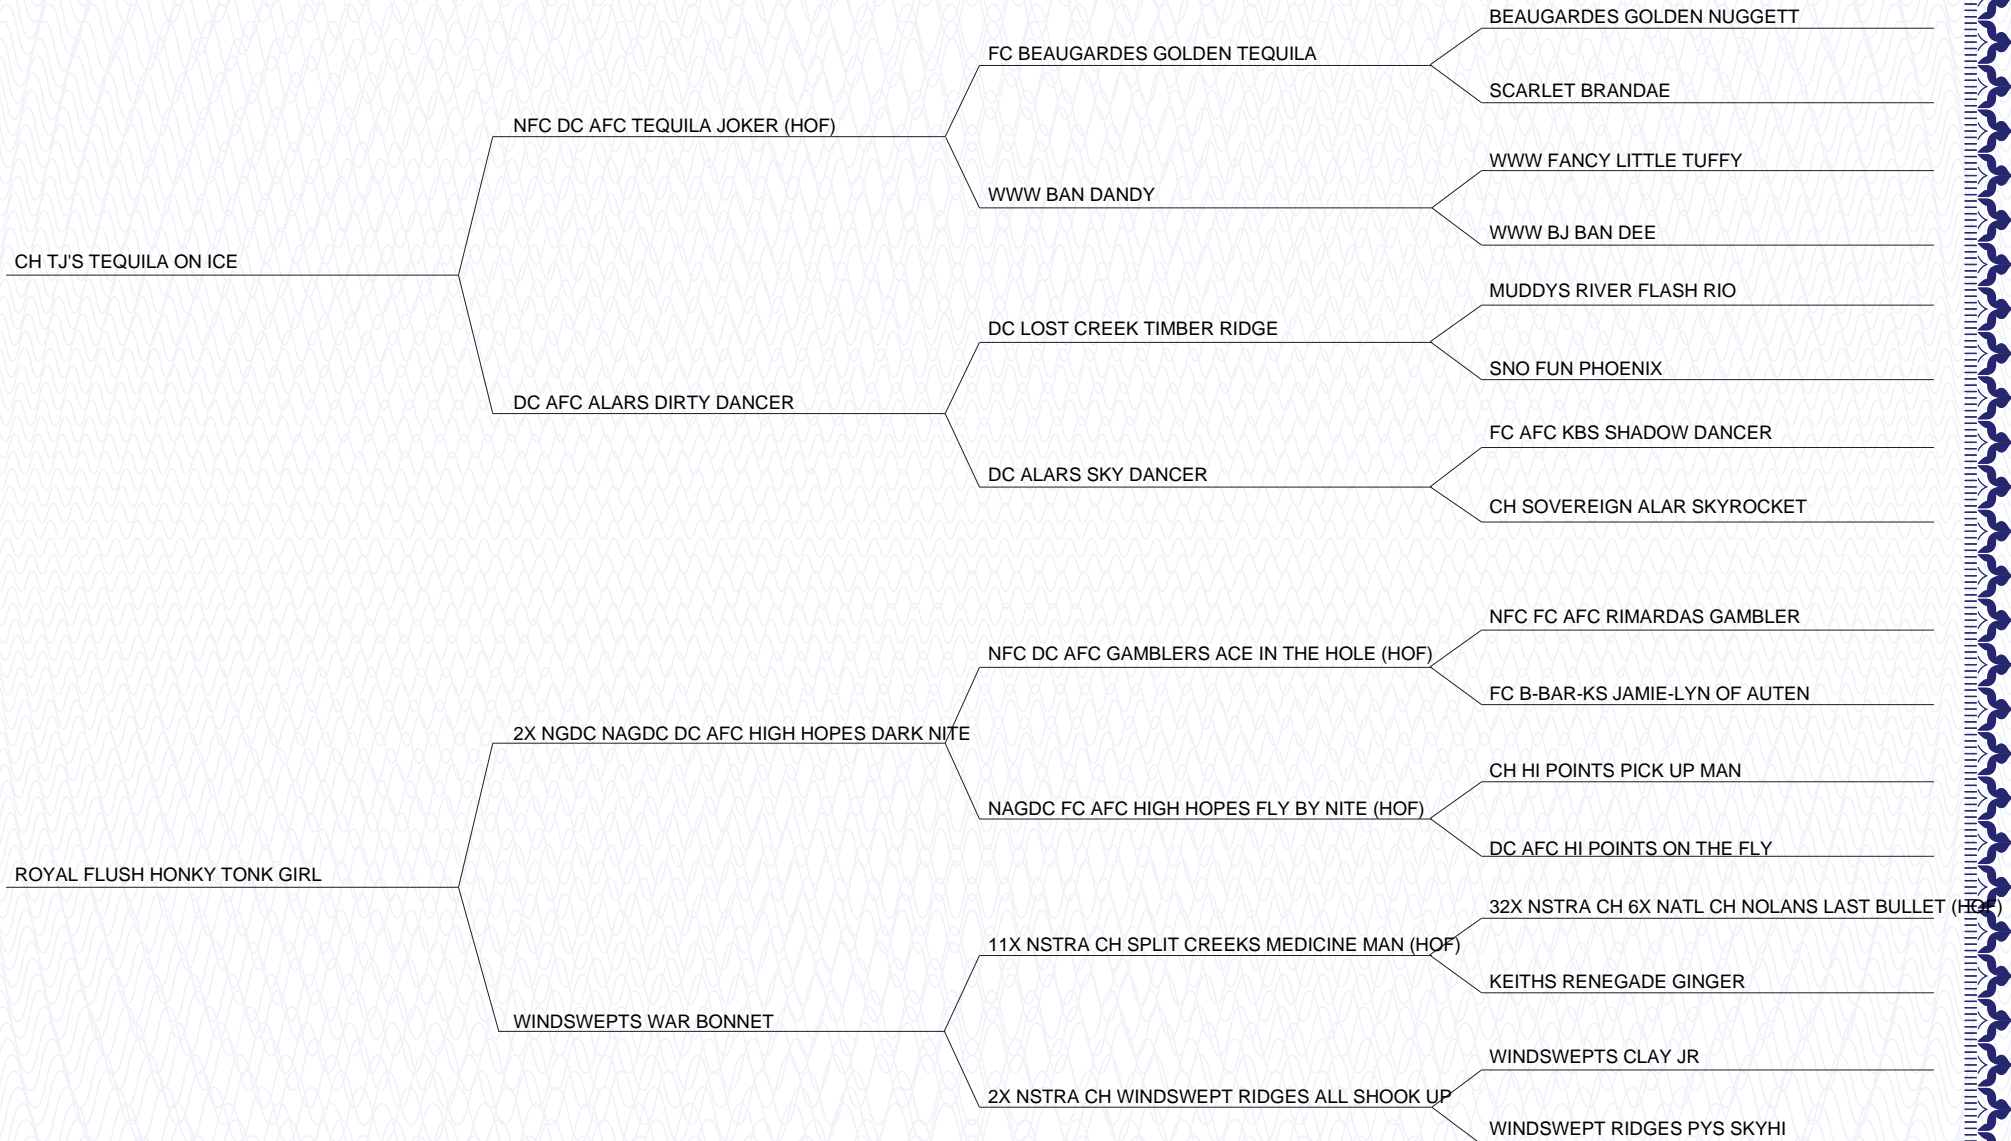 BEAUGARDES GOLDEN NUGGETT
FC BEAUGARDES GOLDEN TEQUILA
SCARLET BRANDAE
NFC DC AFC TEQUILA JOKER (HOF)
WWW FANCY LITTLE TUFFY
WWW BAN DANDY
WWW BJ BAN DEE
CH TJ'S TEQUILA ON ICE
MUDDYS RIVER FLASH RIO
DC LOST CREEK TIMBER RIDGE
SNO FUN PHOENIX
DC AFC ALARS DIRTY DANCER
FC AFC KBS SHADOW DANCER
DC ALARS SKY DANCER
CH SOVEREIGN ALAR SKYROCKET
NFC FC AFC RIMARDAS GAMBLER
NFC DC AFC GAMBLERS ACE IN THE HOLE (HOF)
FC B-BAR-KS JAMIE-LYN OF AUTEN
2X NGDC NAGDC DC AFC HIGH HOPES DARK NITE
CH HI POINTS PICK UP MAN
NAGDC FC AFC HIGH HOPES FLY BY NITE (HOF)
DC AFC HI POINTS ON THE FLY
ROYAL FLUSH HONKY TONK GIRL
32X NSTRA CH 6X NATL CH NOLANS LAST BULLET (HOF)
11X NSTRA CH SPLIT CREEKS MEDICINE MAN (HOF)
KEITHS RENEGADE GINGER
WINDSWEPTS WAR BONNET
WINDSWEPTS CLAY JR
2X NSTRA CH WINDSWEPT RIDGES ALL SHOOK UP
WINDSWEPT RIDGES PYS SKYHI